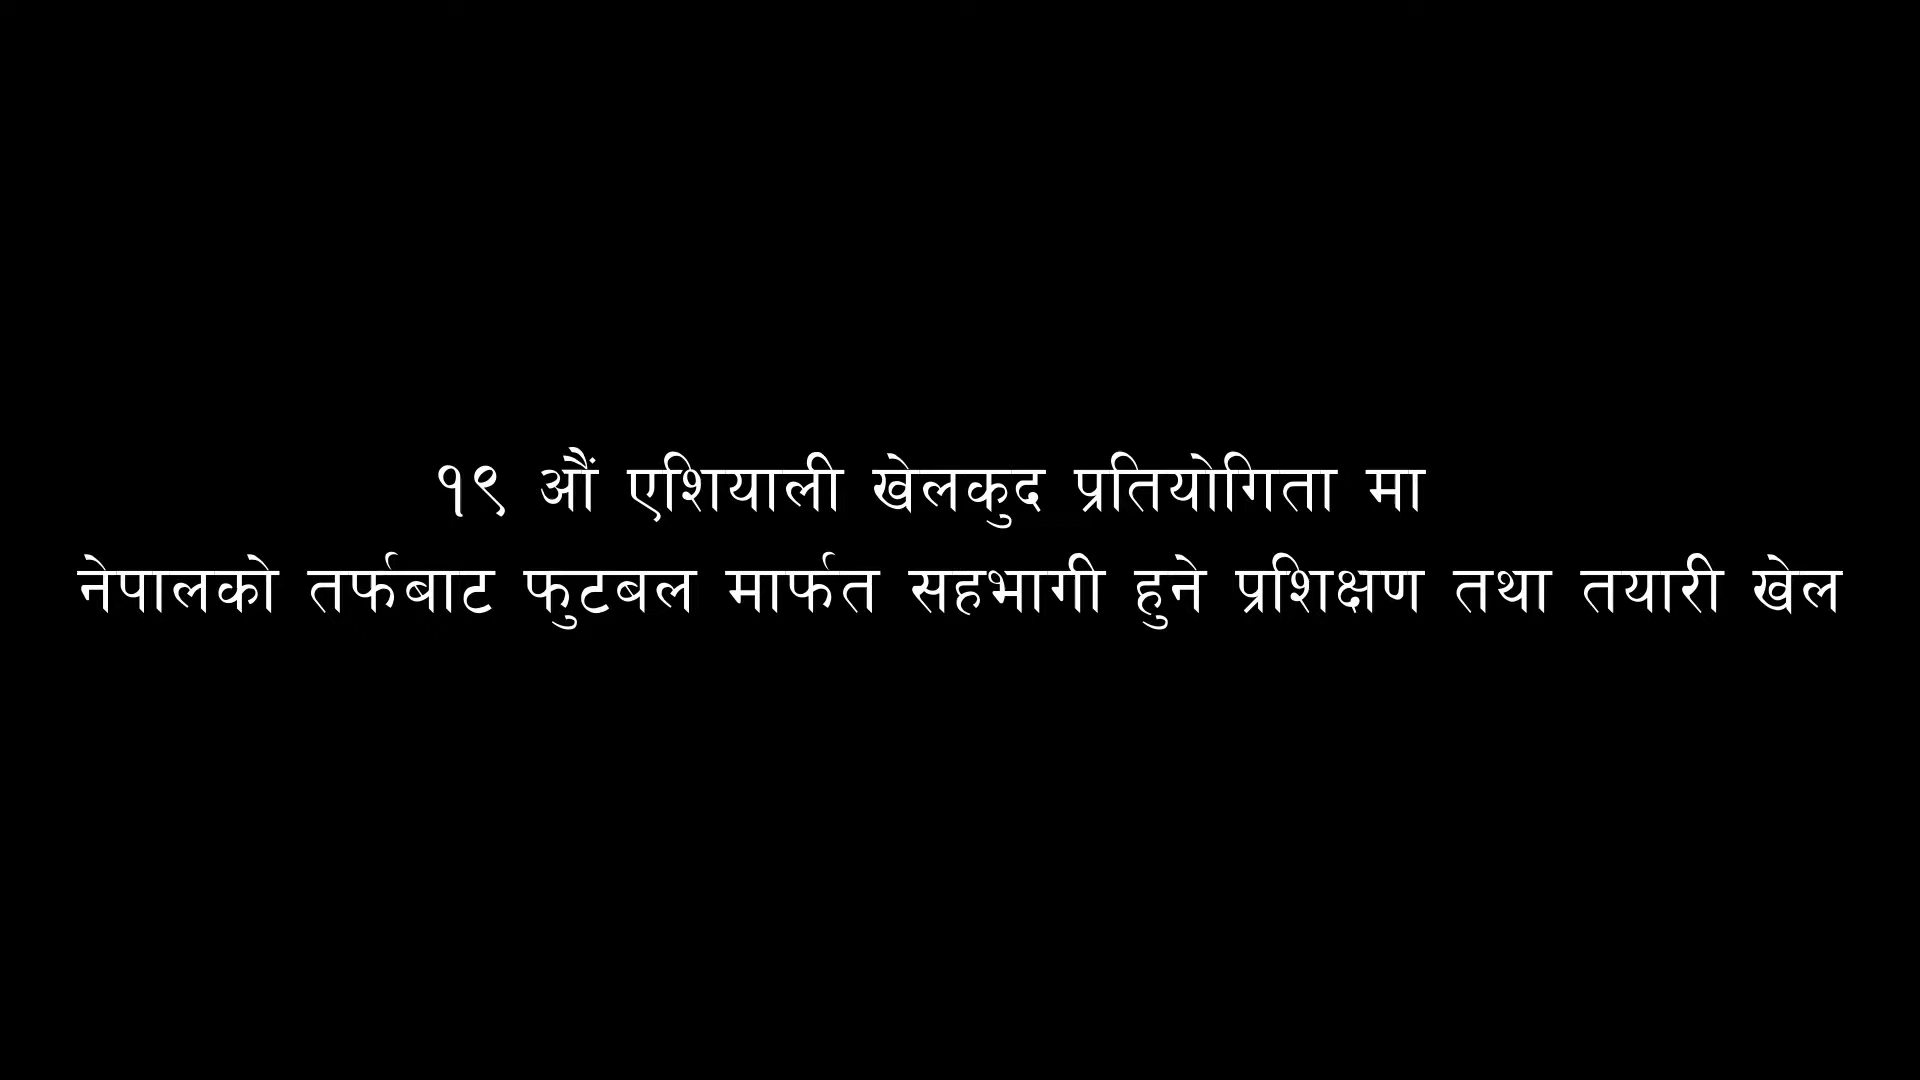 १९ औं एशियाली खेलकुद प्रतियोगिता मा
नेपालको तर्फबाट फुटबल मार्फत सहभागी हुने प्रशिक्षण तथा तयारी खेल